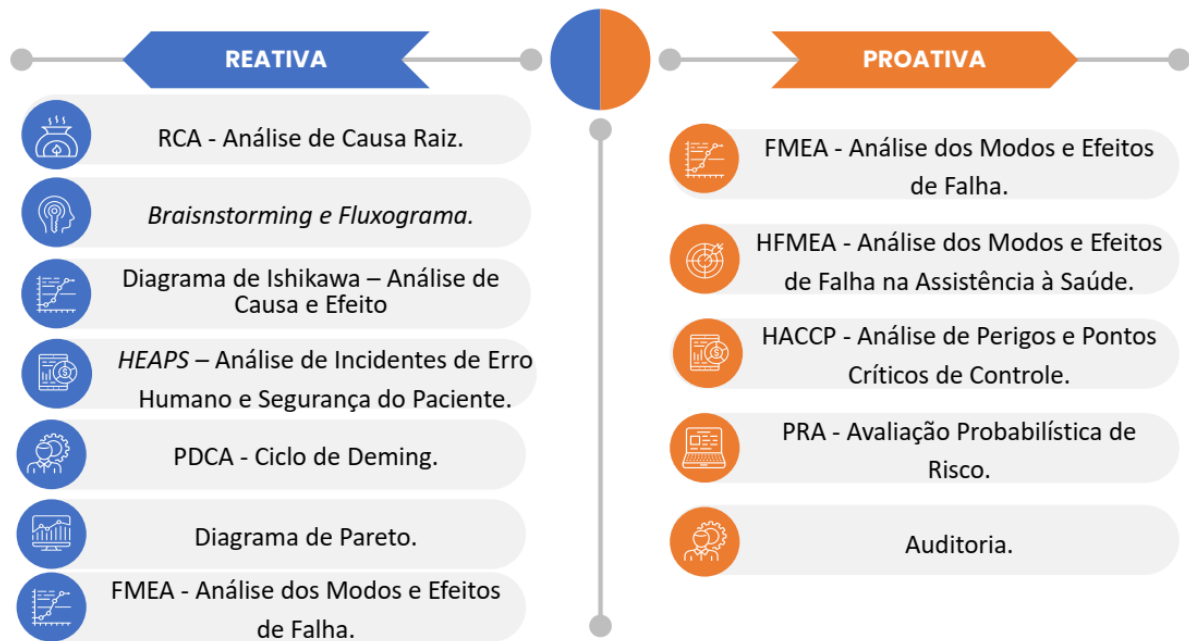 REATIVA
RCA - Análise de Causa Raiz.
Braisnstorming e Fluxograma.
Diagrama de Ishikawa – Análise de
Causa e Efeito
HEAPS – Análise de Incidentes de Erro
Humano e Segurança do Paciente.
PDCA - Ciclo de Deming.
Diagrama de Pareto.
FMEA - Análise dos Modos e Efeitos
de Falha.
PROATIVA
FMEA - Análise dos Modos e Efeitos
de Falha.
HFMEA - Análise dos Modos e Efeitos
de Falha na Assistência à Saúde.
HACCP - Análise de Perigos e Pontos
Críticos de Controle.
PRA - Avaliação Probabilística de
Risco.
Auditoria.